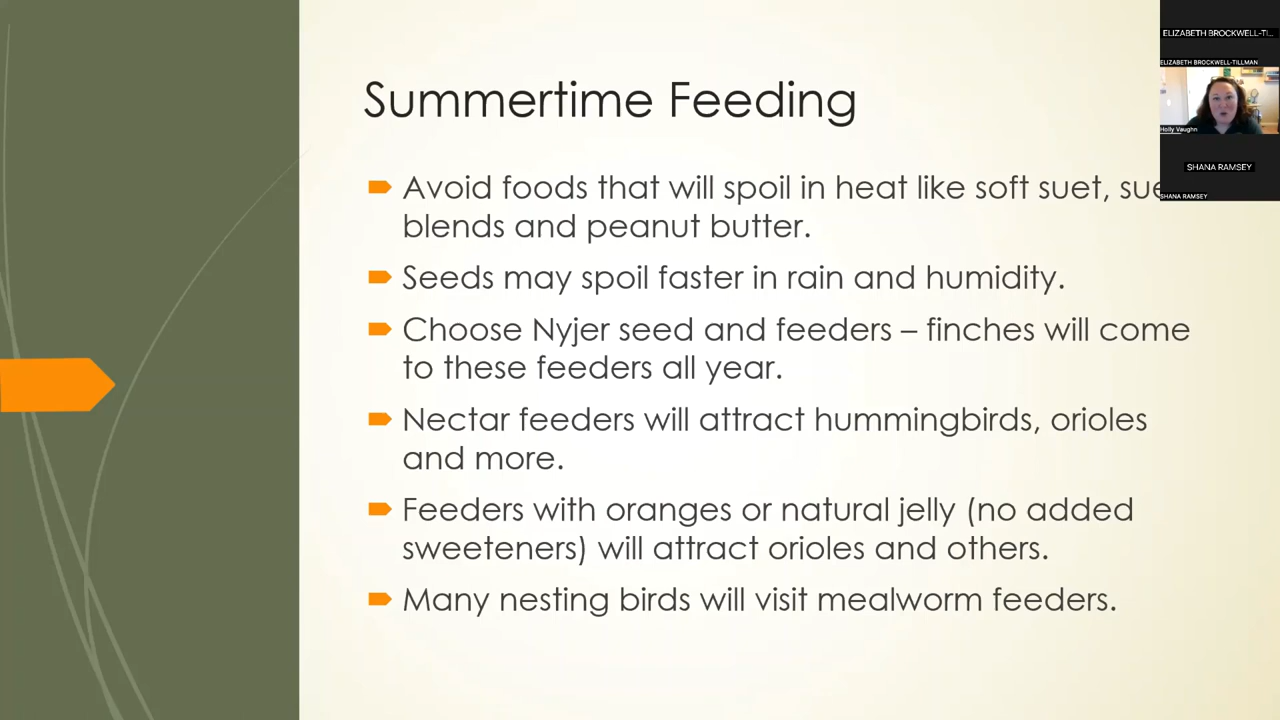 Summertime Feeding
Avoid foods that will spoil in heat like soft suet,
blends and peanut butter.
Seeds may spoil faster in rain and humidity.
Choose Nyjer seed and feeders – finches will come
to these feeders all year.
Nectar feeders will attract hummingbirds, orioles
and more.
Feeders with oranges or natural jelly (no added
sweeteners) will attract orioles and others.
Many nesting birds will visit mealworm feeders.
ELIZABETH BROCKWELL-TI...
ELIZABETH BROCKWELL-TILLMAN
Holly Vaughn
SHANA RAMSEY
SHANA RAMSEY